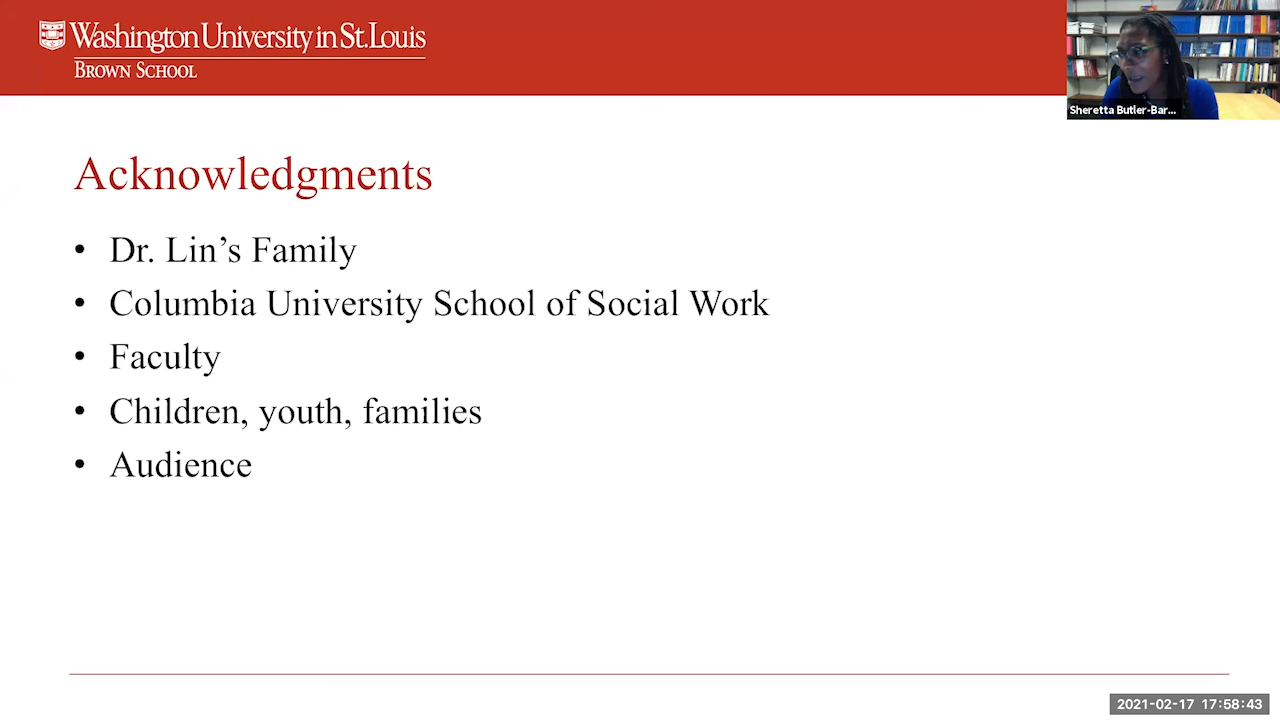 Washington University in St. Louis
BROWN SCHOOL
Sheretta Butler-Bar...
Acknowledgments
• Dr. Lin’s Family
• Columbia University School of Social Work
• Faculty
• Children, youth, families
• Audience
2021-02-17 17:58:43